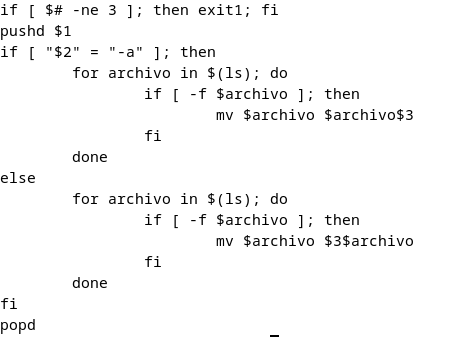 if [ $# -ne 3 ]; then exit1; fi
pushd $1
if [ "$2" = "-a" ]; then
        for archivo in $(ls); do
                if [ -f $archivo ]; then
                        mv $archivo $archivo$3
                fi
        done
else
        for archivo in $(ls); do
                if [ -f $archivo ]; then
                        mv $archivo $3$archivo
                fi
        done
fi
popd